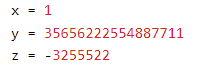 x = 1
y = 35656222554887711
z = -3255522